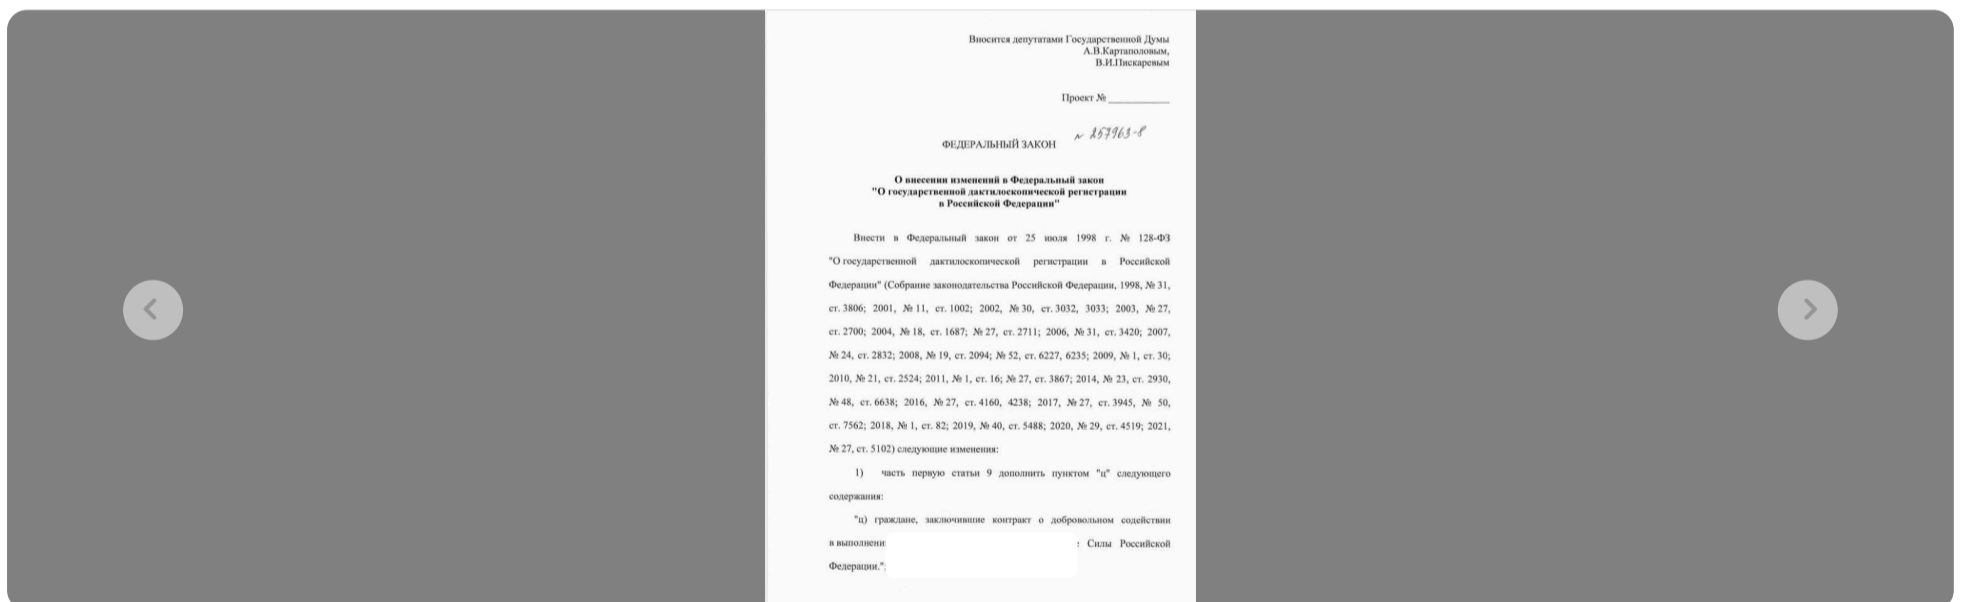 Вносится депутатами Государственной Думы
А.В.Картаполовым,
В.И.Пискаревым
Проект № ___________
№ 257963-8
ФЕДЕРАЛЬНЫЙ ЗАКОН
О внесении изменений в Федеральный закон
"О государственной дактилоскопической регистрации
в Российской Федерации"
Внести в Федеральный закон от 25 июля 1998 г. № 128-ФЗ
"О государственной дактилоскопической регистрации в Российской
Федерации" (Собрание законодательства Российской Федерации, 1998, № 31,
ст. 3806; 2001, № 11, ст. 1002; 2002, № 30, ст. 3032, 3033; 2003, № 27,
ст. 2700; 2004, № 18, ст. 1687; № 27, ст. 2711; 2006, № 31, ст. 3420; 2007,
№ 24, ст. 2832; 2008, № 19, ст. 2094; № 52, ст. 6227, 6235; 2009, № 1, ст. 30;
2010, № 21, ст. 2524; 2011, № 1, ст. 16; № 27, ст. 3867; 2014, № 23, ст. 2930,
№ 48, ст. 6638; 2016, № 27, ст. 4160, 4238; 2017, № 27, ст. 3945, № 50,
ст. 7562; 2018, № 1, ст. 82; 2019, № 40, ст. 5488; 2020, № 29, ст. 4519; 2021,
№ 27, ст. 5102) следующие изменения:
1) часть первую статьи 9 дополнить пунктом "ц" следующего
содержания:
"ц) граждане, заключившие контракт о добровольном содействии
в Силы Российской
Федерации.";